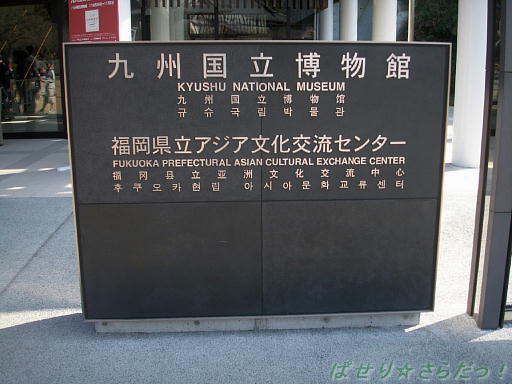 九州国立博物館
KYUSHU NATIONAL MUSEUM
九州国立博物馆
규슈국립박물관
福岡県立アジア文化交流センター
FUKUOKA PREFECTURAL ASIAN CULTURAL EXCHANGE CENTER
福冈县立亚洲文化交流中心
후쿠오카현립 아시아문화교류센터
ぱせり☆さらだっ!